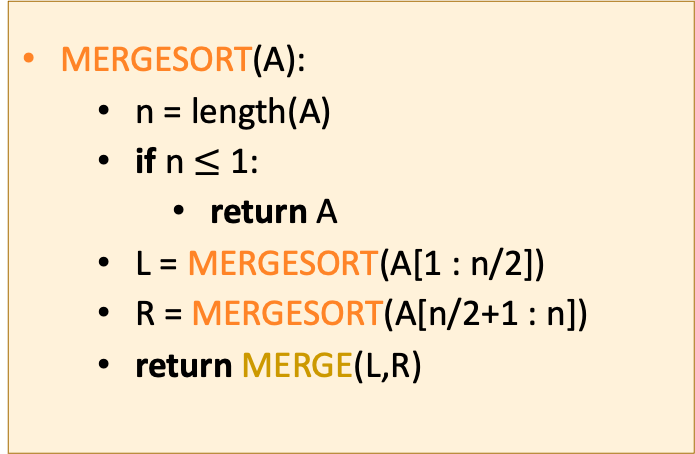 • MERGESORT(A):
• n = length(A)
• if n ≤ 1:
• return A
• L = MERGESORT(A[1 : n/2])
• R = MERGESORT(A[n/2+1 : n])
• return MERGE(L,R)